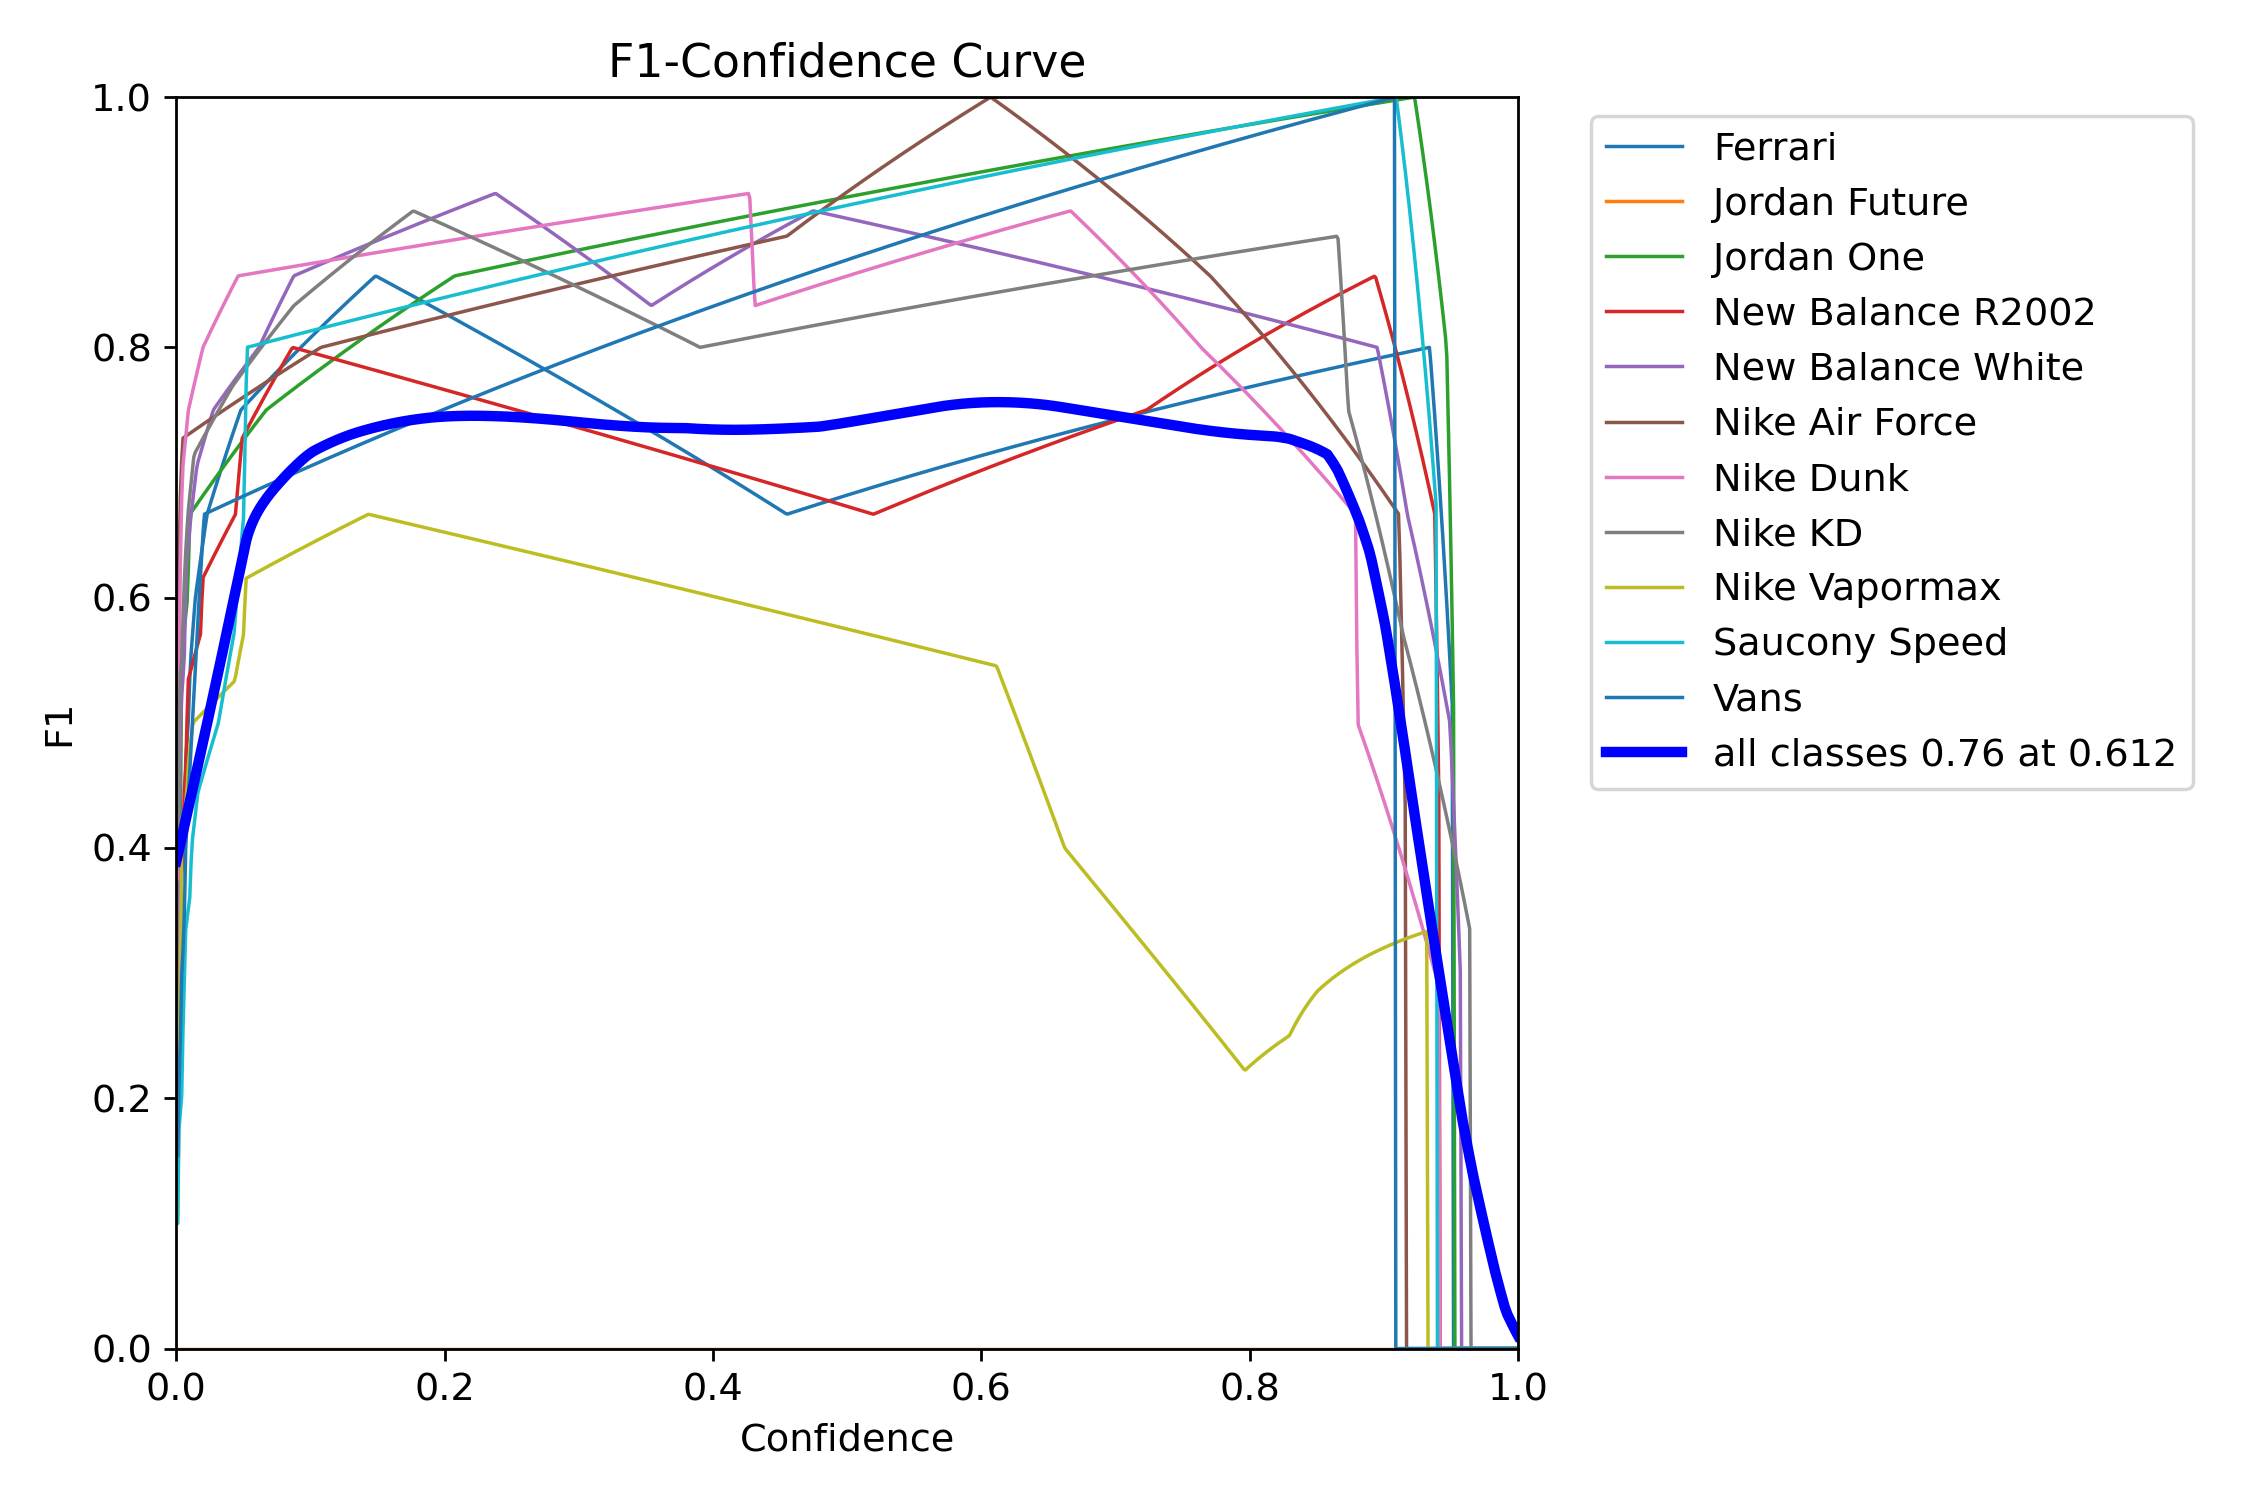 F1-Confidence Curve
1.0
0.8
0.6
0.4
0.2
0.0
F1
0.0 0.2 0.4 0.6 0.8 1.0
Confidence
Ferrari
Jordan Future
Jordan One
New Balance R2002
New Balance White
Nike Air Force
Nike Dunk
Nike KD
Nike Vapormax
Saucony Speed
Vans
all classes 0.76 at 0.612